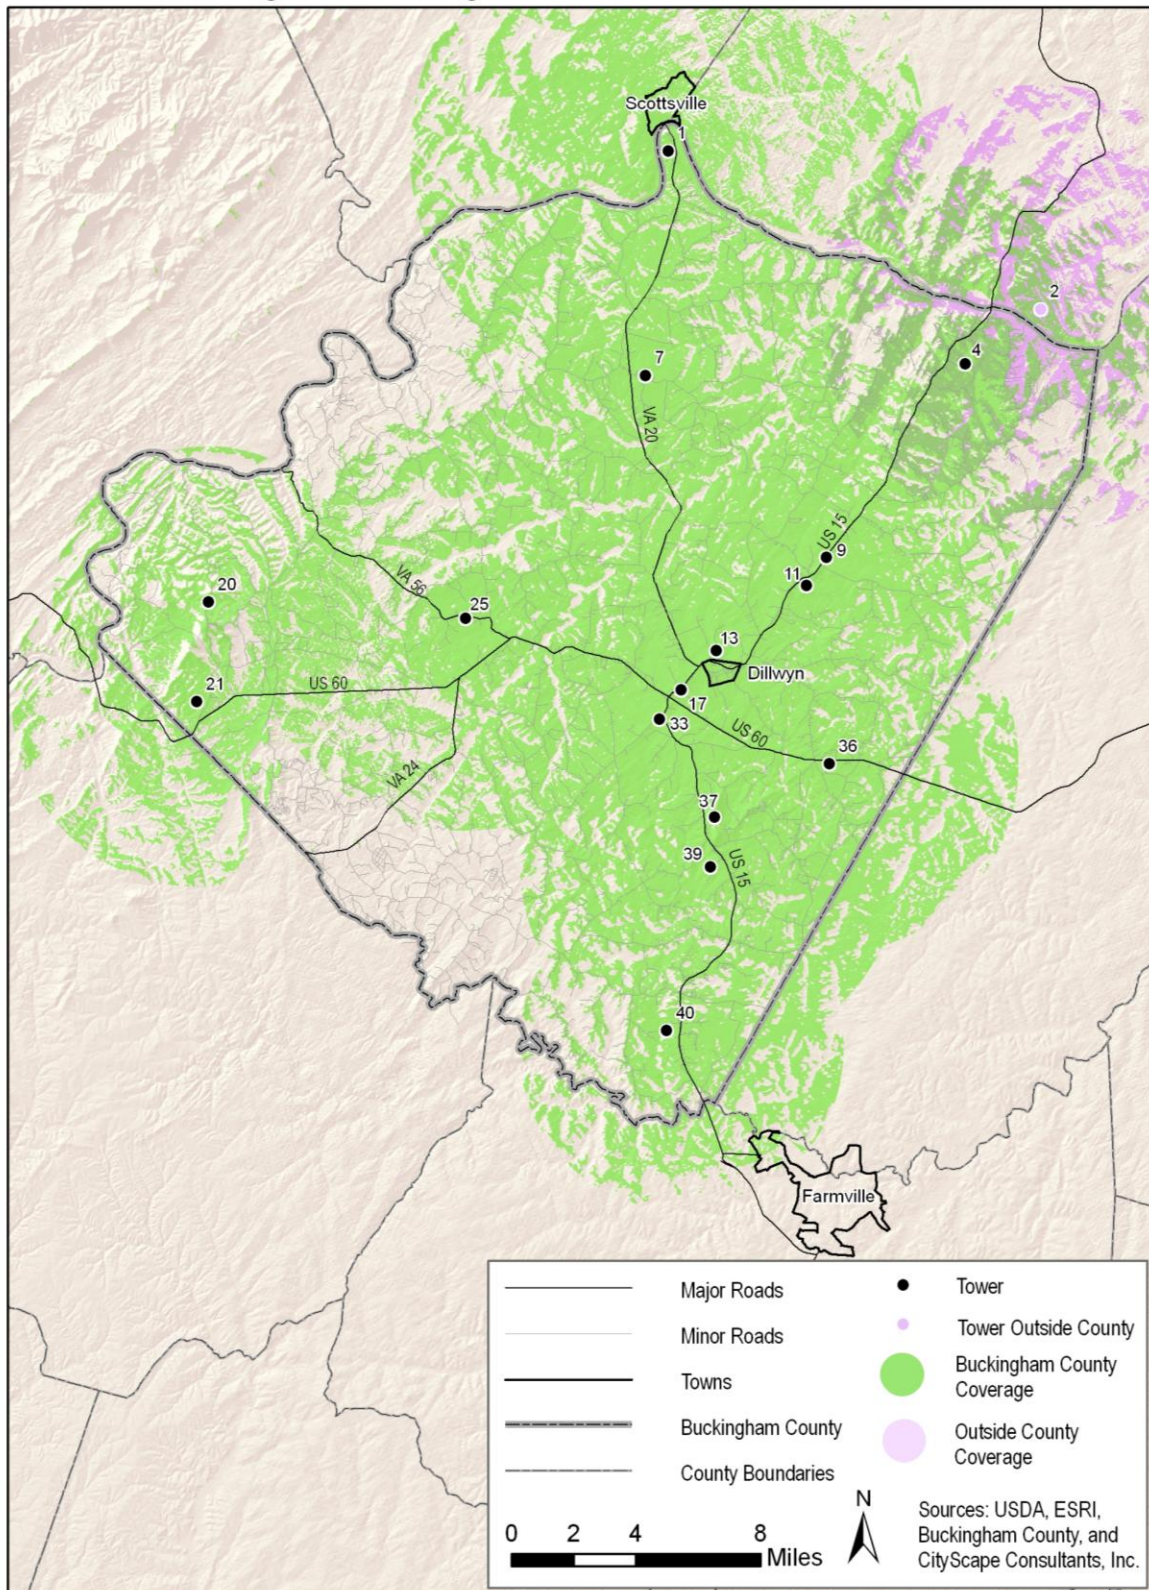 Scottsville
1
2
4
7
VA 20
US 15
9
11
20
VA 56
25
13
Dillwyn
21
US 60
17
33
US 60
36
VA 24
37
39
US 15
40
Farmville
Major Roads
Minor Roads
Towns
Buckingham County
County Boundaries
Tower
Tower Outside County
Buckingham County
Coverage
Outside County
Coverage
0 2 4 8
Miles
N
Sources: USDA, ESRI,
Buckingham County, and
CityScape Consultants, Inc.